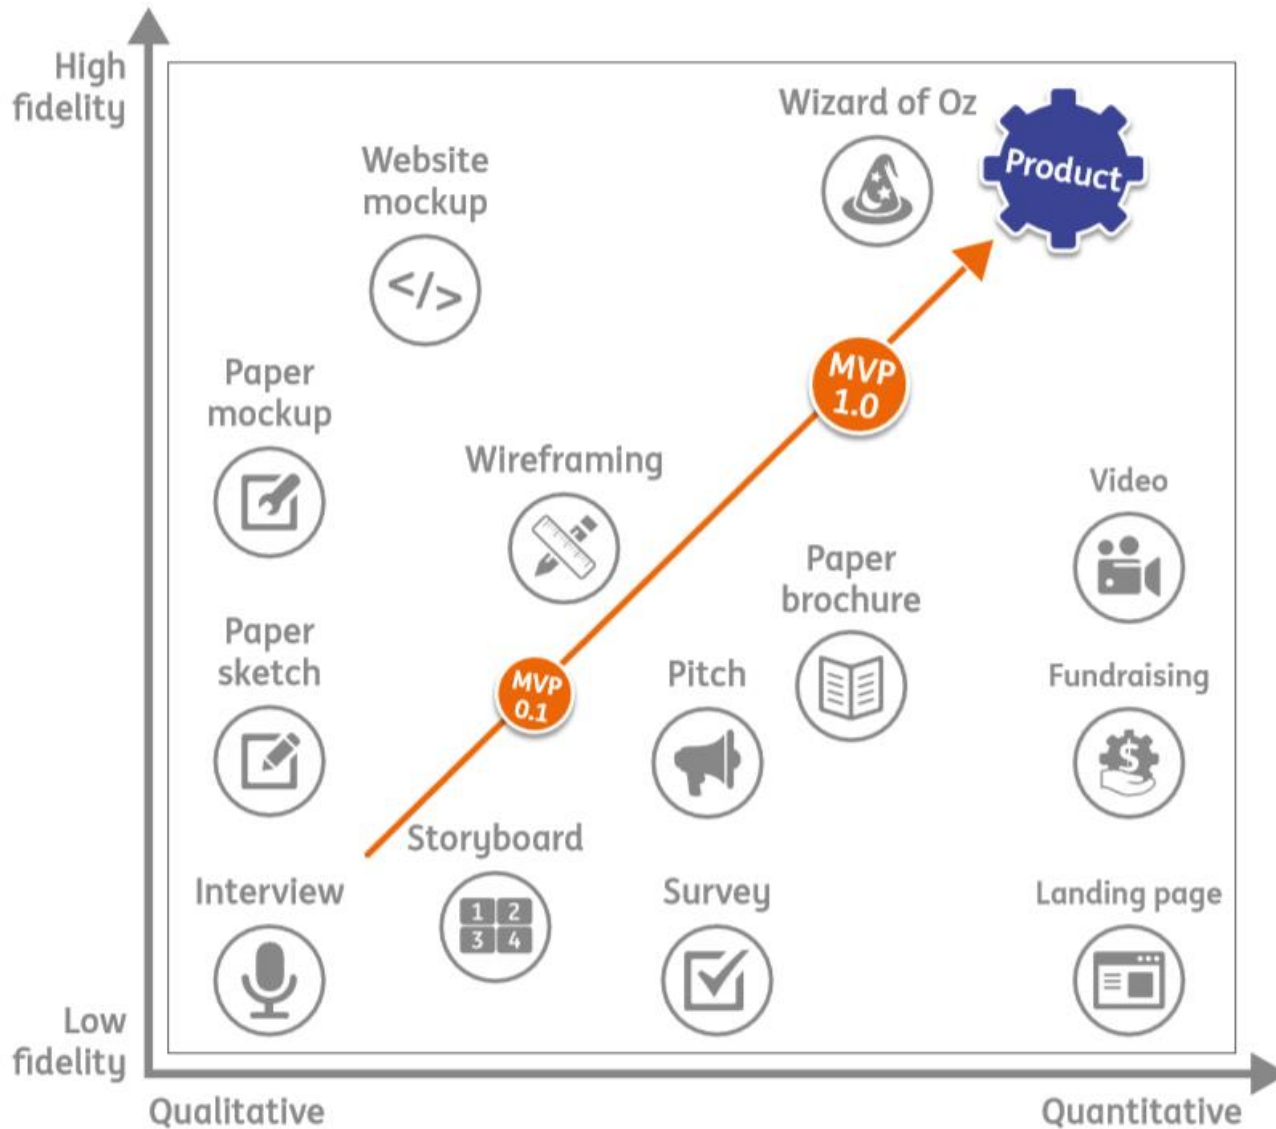 High
fidelity
Wizard of Oz
Product
Website
mockup
</>
Paper
mockup
MVP
1.0
Wireframing
Video
Paper
brochure
Paper
sketch
MVP
0.1
Pitch
Fundraising
$
Storyboard
1 2
3 4
Interview
Survey
Landing page
Low
fidelity
Qualitative
Quantitative